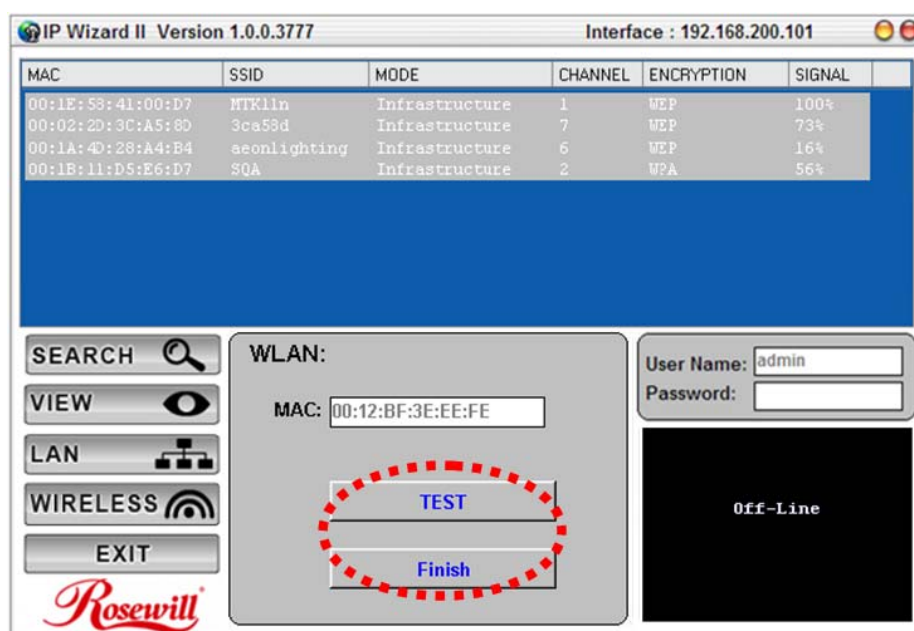 IP Wizard II Version 1.0.0.3777 Interface : 192.168.200.101
MAC SSID MODE CHANNEL ENCRYPTION SIGNAL
00:1E:58:41:00:D7 MTK11n Infrastructure 1 WEP 100%
00:02:2D:3C:A5:8D 3ca58d Infrastructure 7 WEP 73%
00:1A:4D:28:A4:B4 aeonlighting Infrastructure 6 WEP 16%
00:1B:11:D5:E6:D7 SQA Infrastructure 2 WPA 56%
SEARCH
VIEW
LAN
WIRELESS
EXIT
Rosewill
WLAN:
MAC: 00:12:BF:3E:EE:FE
TEST
Finish
User Name: admin
Password:
Off-Line